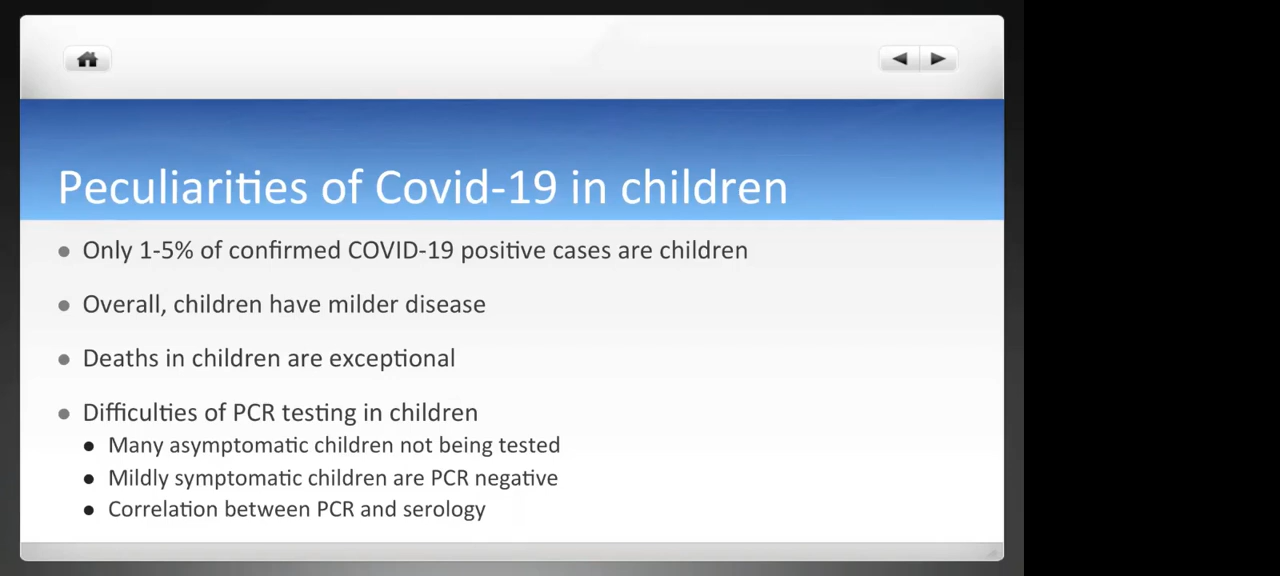 Peculiarities of Covid-19 in children
Only 1-5% of confirmed COVID-19 positive cases are children
Overall, children have milder disease
Deaths in children are exceptional
Difficulties of PCR testing in children
Many asymptomatic children not being tested
Mildly symptomatic children are PCR negative
Correlation between PCR and serology